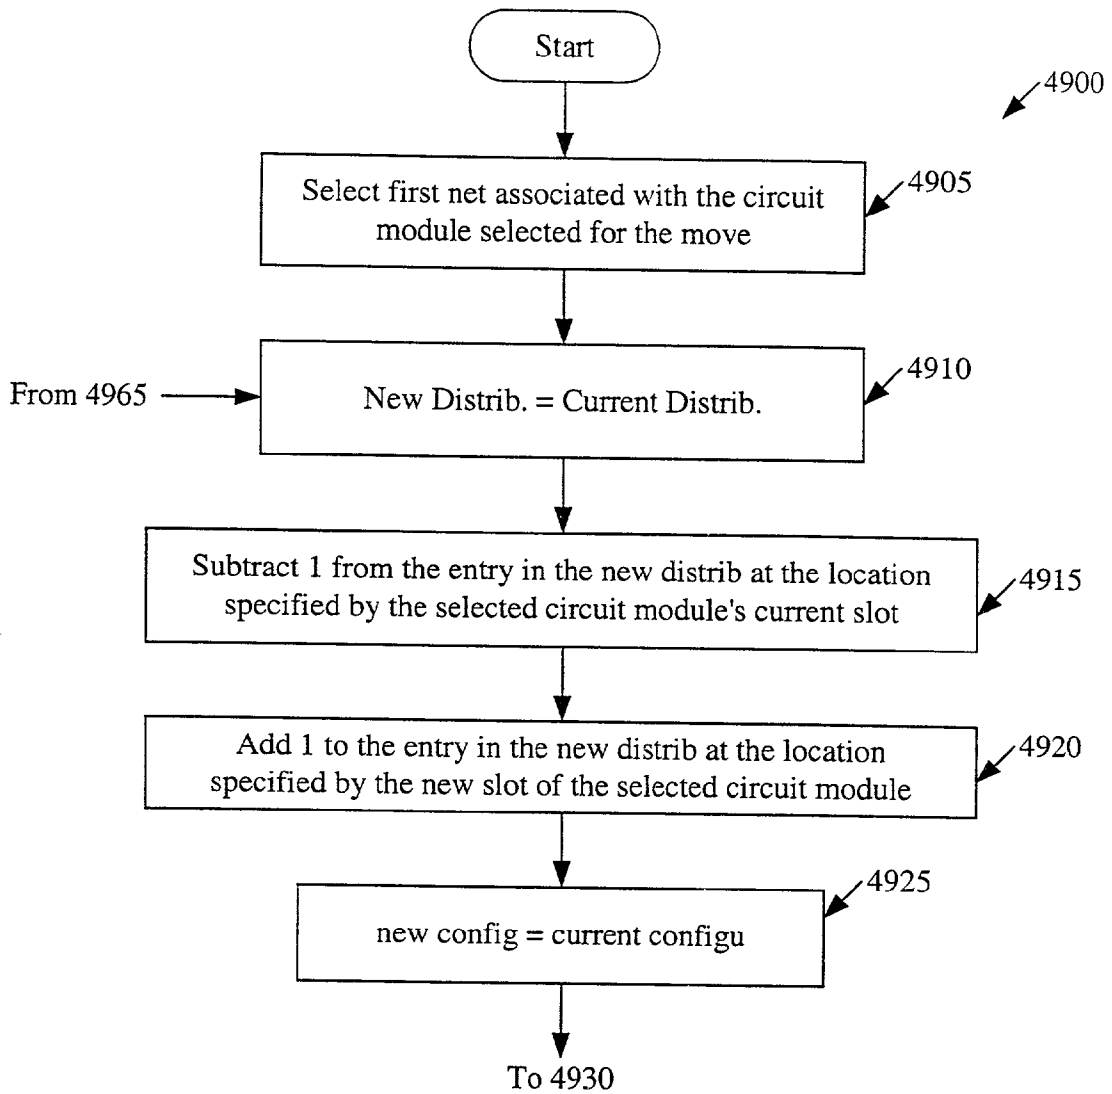 Start
4900
Select first net associated with the circuit
module selected for the move
4905
From 4965
New Distrib. = Current Distrib.
4910
Subtract 1 from the entry in the new distrib at the location
specified by the selected circuit module's current slot
4915
Add 1 to the entry in the new distrib at the location
specified by the new slot of the selected circuit module
4920
new config = current configu
4925
To 4930